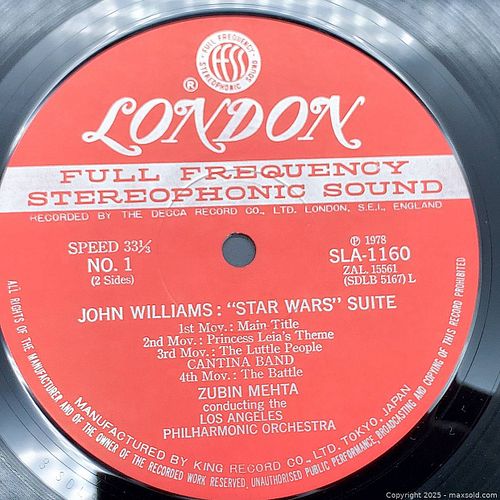 FULL FREQUENCY
ffss
STEREOPHONIC SOUND
®
LONDON
FULL FREQUENCY
STEREOPHONIC SOUND
RECORDED BY THE DECCA RECORD CO., LTD. LONDON, S.E.I., ENGLAND
SPEED 33⅓
NO. 1
(2 Sides)
℗ 1978
SLA-1160
ZAL. 15561
(SDLB 5167) L
JOHN WILLIAMS: "STAR WARS" SUITE
1st Mov.: Main Title
2nd Mov.: Princess Leia's Theme
3rd Mov.: The Luttle People
CANTINA BAND
4th Mov.: The Battle
ZUBIN MEHTA
conducting the
LOS ANGELES
PHILHARMONIC ORCHESTRA
MANUFACTURED BY KING RECORD CO., LTD. TOKYO, JAPAN
ALL RIGHTS OF THE MANUFACTURER AND OF THE OWNER OF THE RECORDED WORK RESERVED, UNAUTHORISED PUBLIC PERFORMANCE, BROADCASTING AND COPYING OF THIS RECORD PROHIBITED
Copyright 2025 - maxsold.com